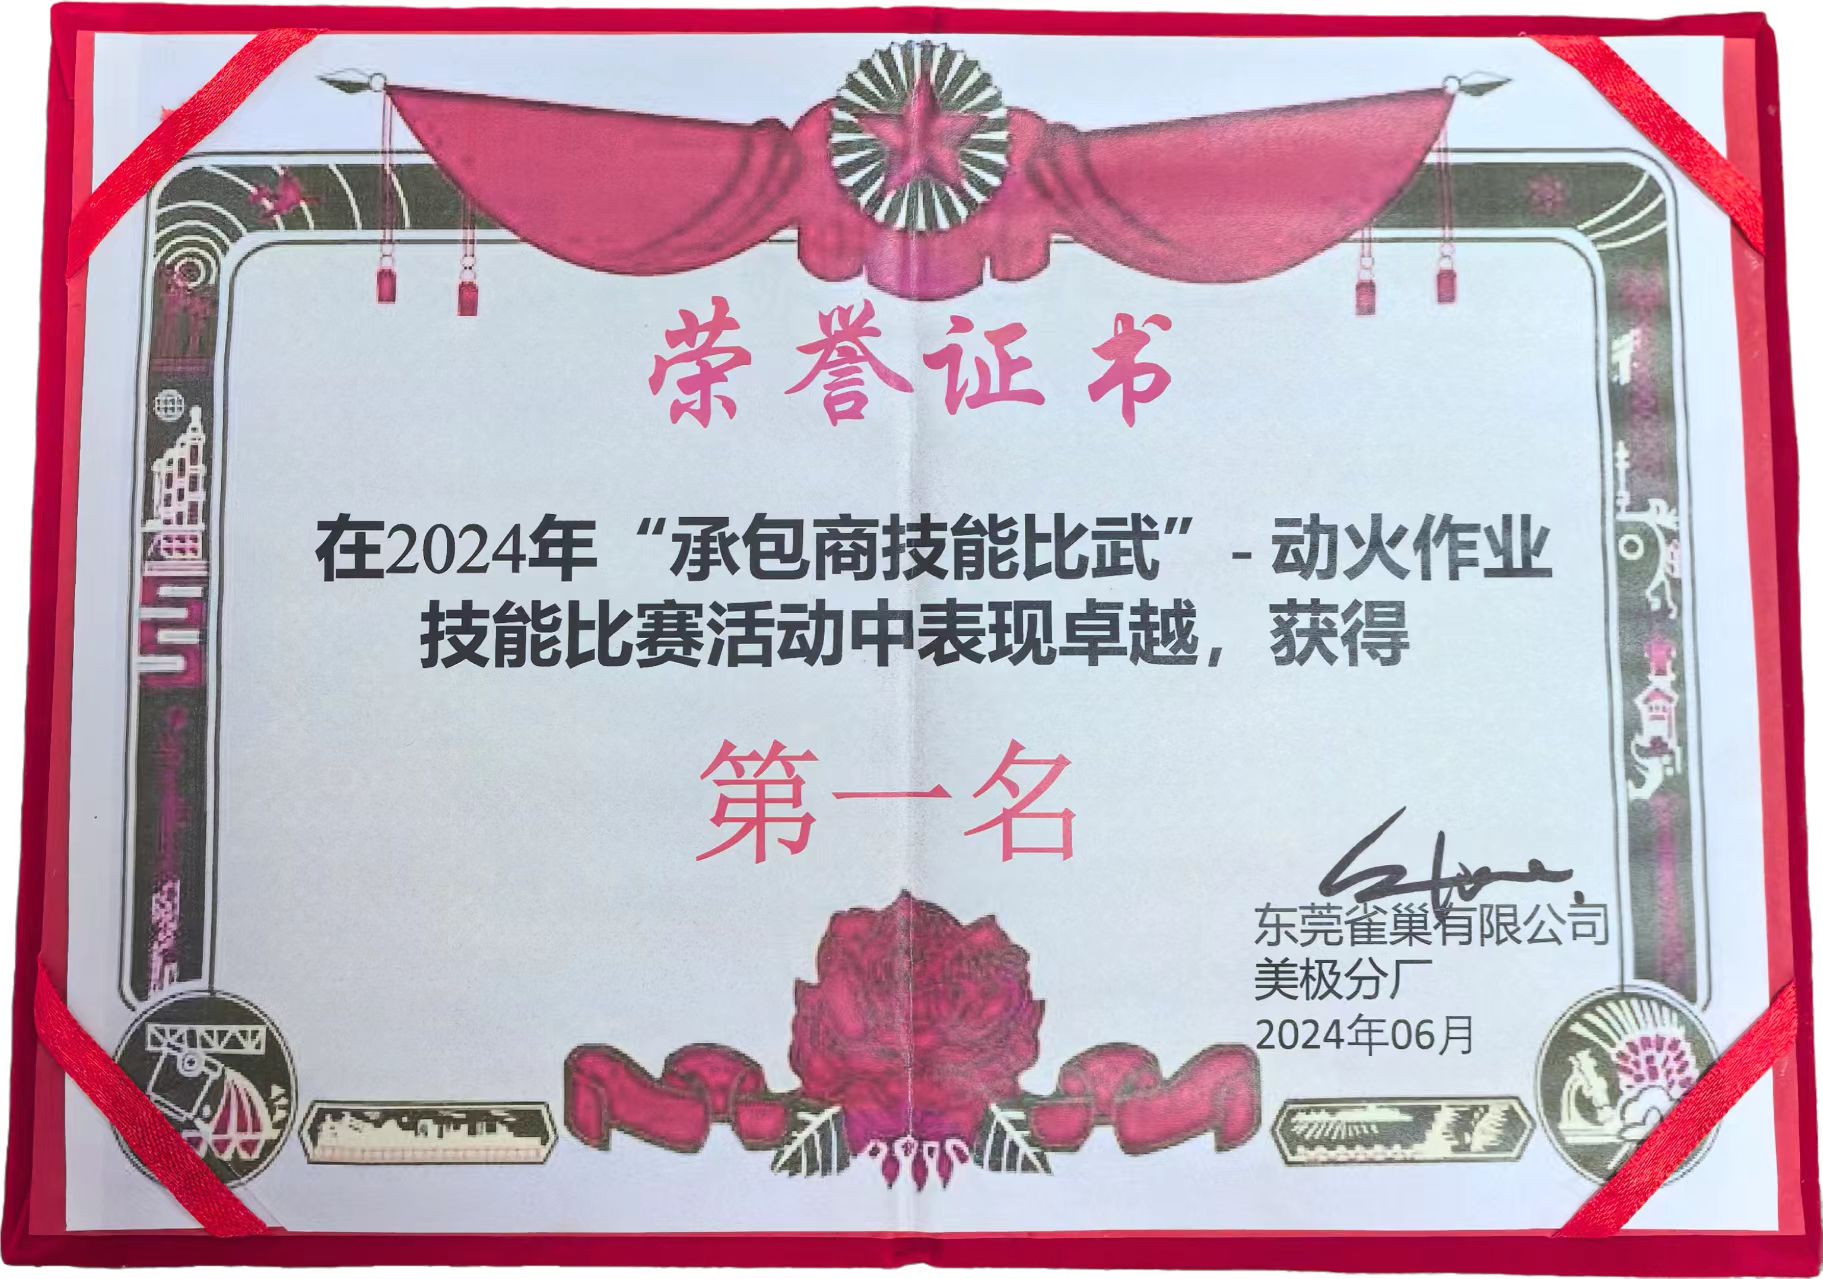 荣誉证书
在2024年“承包商技能比武”- 动火作业
技能比赛活动中表现卓越，获得
第一名
东莞雀巢有限公司
美极分厂
2024年06月